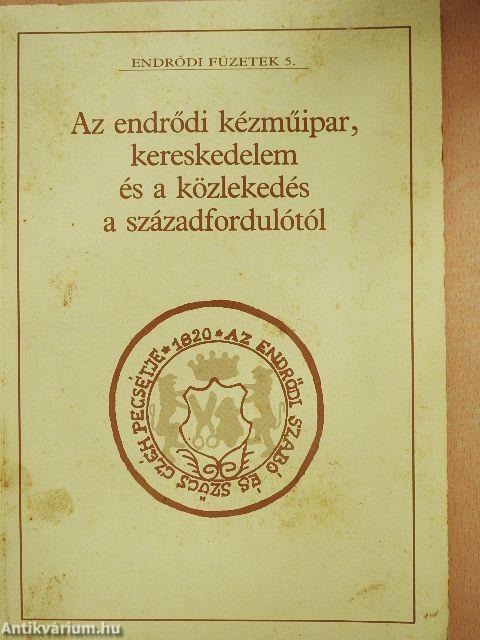 ENDRŐDI FÜZETEK 5.
Az endrődi kézműipar,
kereskedelem
és a közlekedés
a századfordulótól
★ 1820 ★ AZ ENDRŐDI SZABÓ ÉS SZŰCS CZÉH PECSÉTJE
Antikvárium.hu